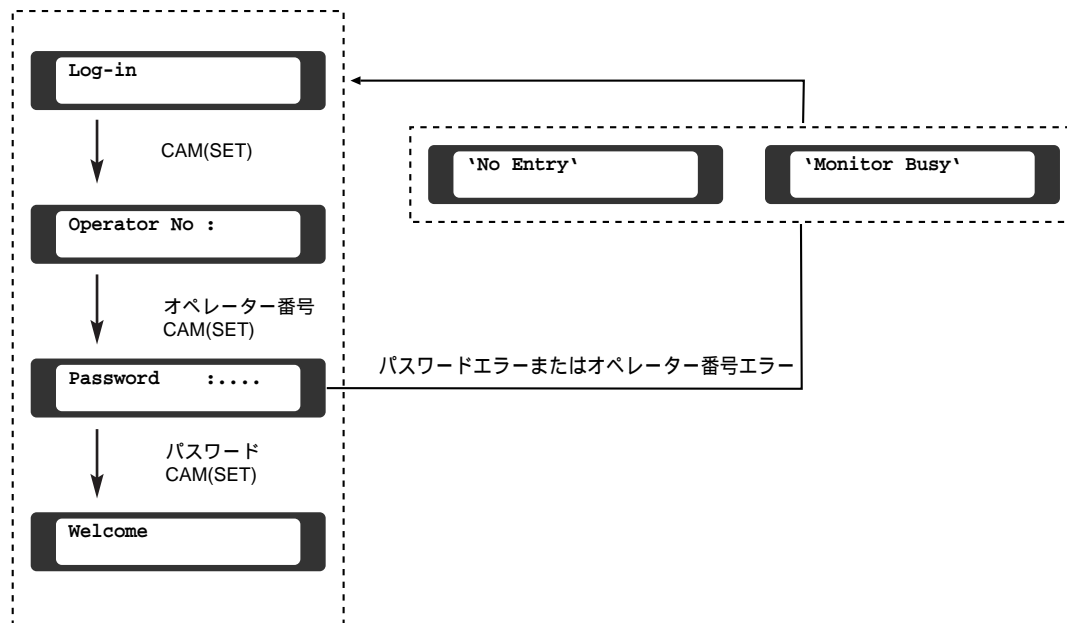 Log-in
CAM(SET)
Operator No :
オペレーター番号
CAM(SET)
Password :....
パスワード
CAM(SET)
Welcome
‵No Entry‵
‵Monitor Busy‵
パスワードエラーまたはオペレーター番号エラー